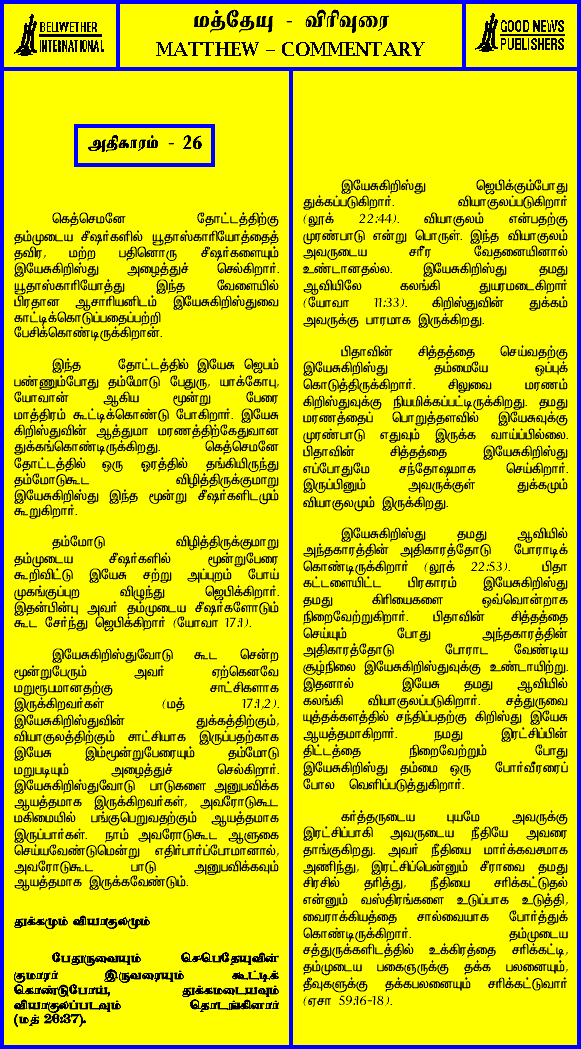 BELLWETHER
INTERNATIONAL
மத்தேயு - விரிவுரை
MATTHEW – COMMENTARY
GOOD NEWS
PUBLISHERS
அதிகாரம் - 26
கெத்செமனே தோட்டத்திற்கு
தம்முடைய சீஷர்களில் யூதாஸ்காரியோத்தைத்
தவிர, மற்ற பதினொரு சீஷர்களையும்
இயேசுகிறிஸ்து அழைத்துச் செல்கிறார்.
யூதாஸ்காரியோத்து இந்த வேளையில்
பிரதான ஆசாரியனிடம் இயேசுகிறிஸ்துவை
காட்டிக்கொடுப்பதைப்பற்றி
பேசிக்கொண்டிருக்கிறான்.
இந்த தோட்டத்தில் இயேசு ஜெபம்
பண்ணும்போது தம்மோடு பேதுரு, யாக்கோபு,
யோவான் ஆகிய மூன்று பேரை
மாத்திரம் கூட்டிக்கொண்டு போகிறார். இயேசு
கிறிஸ்துவின் ஆத்துமா மரணத்திற்கேதுவான
துக்கங்கொண்டிருக்கிறது. கெத்செமனே
தோட்டத்தில் ஒரு ஓரத்தில் தங்கியிருந்து
தம்மோடுகூட விழித்திருக்குமாறு
இயேசுகிறிஸ்து இந்த மூன்று சீஷர்களிடமும்
கூறுகிறார்.
தம்மோடு விழித்திருக்குமாறு
தம்முடைய சீஷர்களில் மூன்றுபேரை
கூறிவிட்டு இயேசு சற்று அப்புறம் போய்
முகங்குப்புற விழுந்து ஜெபிக்கிறார்.
இதன்பின்பு அவர் தம்முடைய சீஷர்களோடும்
கூட சேர்ந்து ஜெபிக்கிறார் (யோவா 17:1).
இயேசுகிறிஸ்துவோடு கூட சென்ற
மூன்றுபேரும் அவர் ஏற்கெனவே
மறுரூபமானதற்கு சாட்சிகளாக
இருக்கிறவர்கள் (மத் 17:1,2).
இயேசுகிறிஸ்துவின் துக்கத்திற்கும்,
வியாகுலத்திற்கும் சாட்சியாக இருப்பதற்காக
இயேசு இம்மூன்றுபேரையும் தம்மோடு
மறுபடியும் அழைத்துச் செல்கிறார்.
இயேசுகிறிஸ்துவோடு பாடுகளை அனுபவிக்க
ஆயத்தமாக இருக்கிறவர்கள், அவரோடுகூட
மகிமையில் பங்குபெறுவதற்கும் ஆயத்தமாக
இருப்பார்கள். நாம் அவரோடுகூட ஆளுகை
செய்யவேண்டுமென்று எதிர்பார்ப்போமானால்,
அவரோடுகூட பாடு அனுபவிக்கவும்
ஆயத்தமாக இருக்கவேண்டும்.
துக்கமும் வியாகுலமும்
பேதுருவையும் செபெதேயுவின்
குமாரர் இருவரையும் கூட்டிக்
கொண்டுபோய், துக்கமடையவும்
வியாகுலப்படவும் தொடங்கினார்
(மத் 26:37).
இயேசுகிறிஸ்து ஜெபிக்கும்போது
துக்கப்படுகிறார். வியாகுலப்படுகிறார்
(லூக் 22:44). வியாகுலம் என்பதற்கு
முரண்பாடு என்று பொருள். இந்த வியாகுலம்
அவருடைய சரீர வேதனையினால்
உண்டானதல்ல. இயேசுகிறிஸ்து தமது
ஆவியிலே கலங்கி துயரமடைகிறார்
(யோவா 11:33). கிறிஸ்துவின் துக்கம்
அவருக்கு பாரமாக இருக்கிறது.
பிதாவின் சித்தத்தை செய்வதற்கு
இயேசுகிறிஸ்து தம்மையே ஒப்புக்
கொடுத்திருக்கிறார். சிலுவை மரணம்
கிறிஸ்துவுக்கு நியமிக்கப்பட்டிருக்கிறது. தமது
மரணத்தைப் பொறுத்தளவில் இயேசுவுக்கு
முரண்பாடு எதுவும் இருக்க வாய்ப்பில்லை.
பிதாவின் சித்தத்தை இயேசுகிறிஸ்து
எப்போதுமே சந்தோஷமாக செய்கிறார்.
இருப்பினும் அவருக்குள் துக்கமும்
வியாகுலமும் இருக்கிறது.
இயேசுகிறிஸ்து தமது ஆவியில்
அந்தகாரத்தின் அதிகாரத்தோடு போராடிக்
கொண்டிருக்கிறார் (லூக் 22:53). பிதா
கட்டளையிட்ட பிரகாரம் இயேசுகிறிஸ்து
தமது கிரியைகளை ஒவ்வொன்றாக
நிறைவேற்றுகிறார். பிதாவின் சித்தத்தை
செய்யும் போது அந்தகாரத்தின்
அதிகாரத்தோடு போராட வேண்டிய
சூழ்நிலை இயேசுகிறிஸ்துவுக்கு உண்டாயிற்று.
இதனால் இயேசு தமது ஆவியில்
கலங்கி வியாகுலப்படுகிறார். சத்துருவை
யுத்தக்களத்தில் சந்திப்பதற்கு கிறிஸ்து இயேசு
ஆயத்தமாகிறார். நமது இரட்சிப்பின்
திட்டத்தை நிறைவேற்றும் போது
இயேசுகிறிஸ்து தம்மை ஒரு போர்வீரரைப்
போல வெளிப்படுத்துகிறார்.
கர்த்தருடைய புயமே அவருக்கு
இரட்சிப்பாகி அவருடைய நீதியே அவரை
தாங்குகிறது. அவர் நீதியை மார்க்கவசமாக
அணிந்து, இரட்சிப்பென்னும் சீராவை தமது
சிரசில் தரித்து, நீதியை சரிக்கட்டுதல்
என்னும் வஸ்திரங்களை உடுப்பாக உடுத்தி,
வைராக்கியத்தை சால்வையாக போர்த்துக்
கொண்டிருக்கிறார். தம்முடைய
சத்துருக்களிடத்தில் உக்கிரத்தை சரிக்கட்டி,
தம்முடைய பகைஞருக்கு தக்க பலனையும்,
தீவுகளுக்கு தக்கபலனையும் சரிக்கட்டுவார்
(ஏசா 59:16-18).